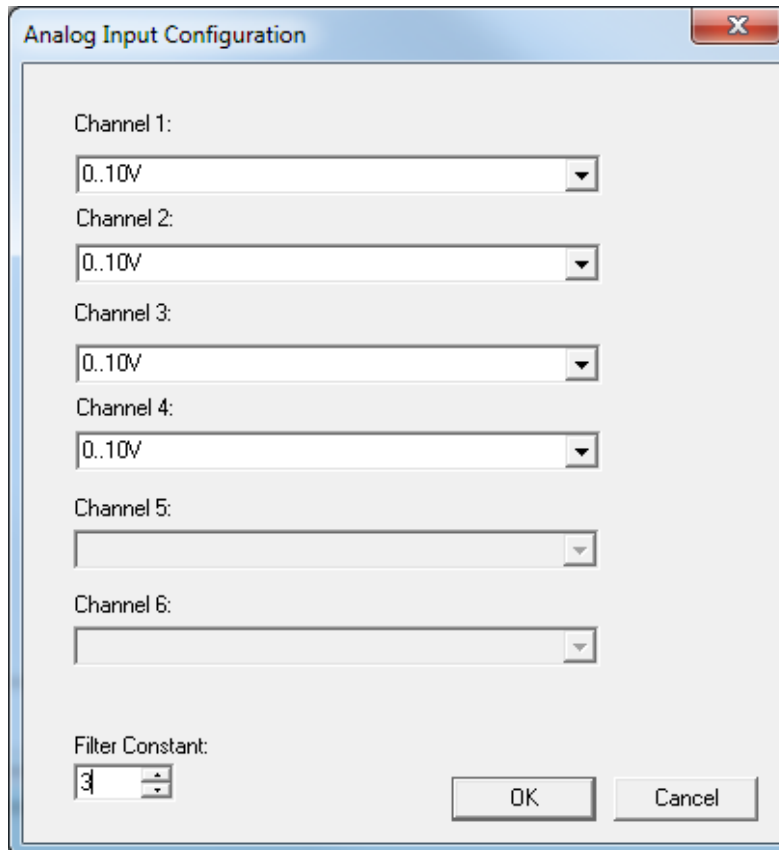 Analog Input Configuration
Channel 1:
0..10V
Channel 2:
0..10V
Channel 3:
0..10V
Channel 4:
0..10V
Channel 5:
Channel 6:
Filter Constant:
3
OK Cancel